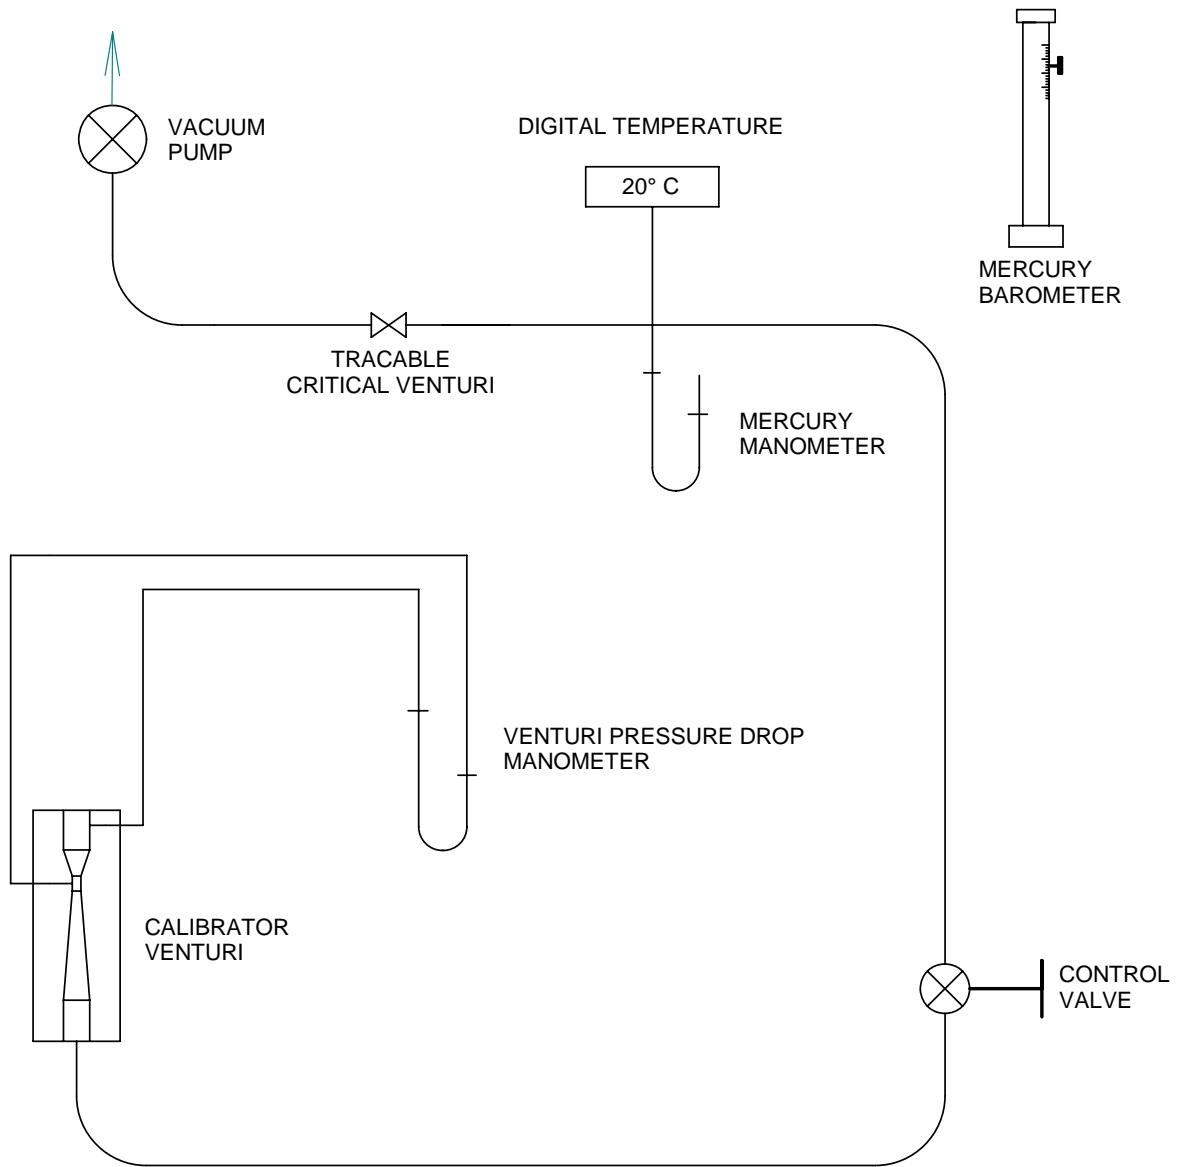 VACUUM
PUMP
DIGITAL TEMPERATURE
20° C
MERCURY
BAROMETER
TRACABLE
CRITICAL VENTURI
MERCURY
MANOMETER
VENTURI PRESSURE DROP
MANOMETER
CALIBRATOR
VENTURI
CONTROL
VALVE